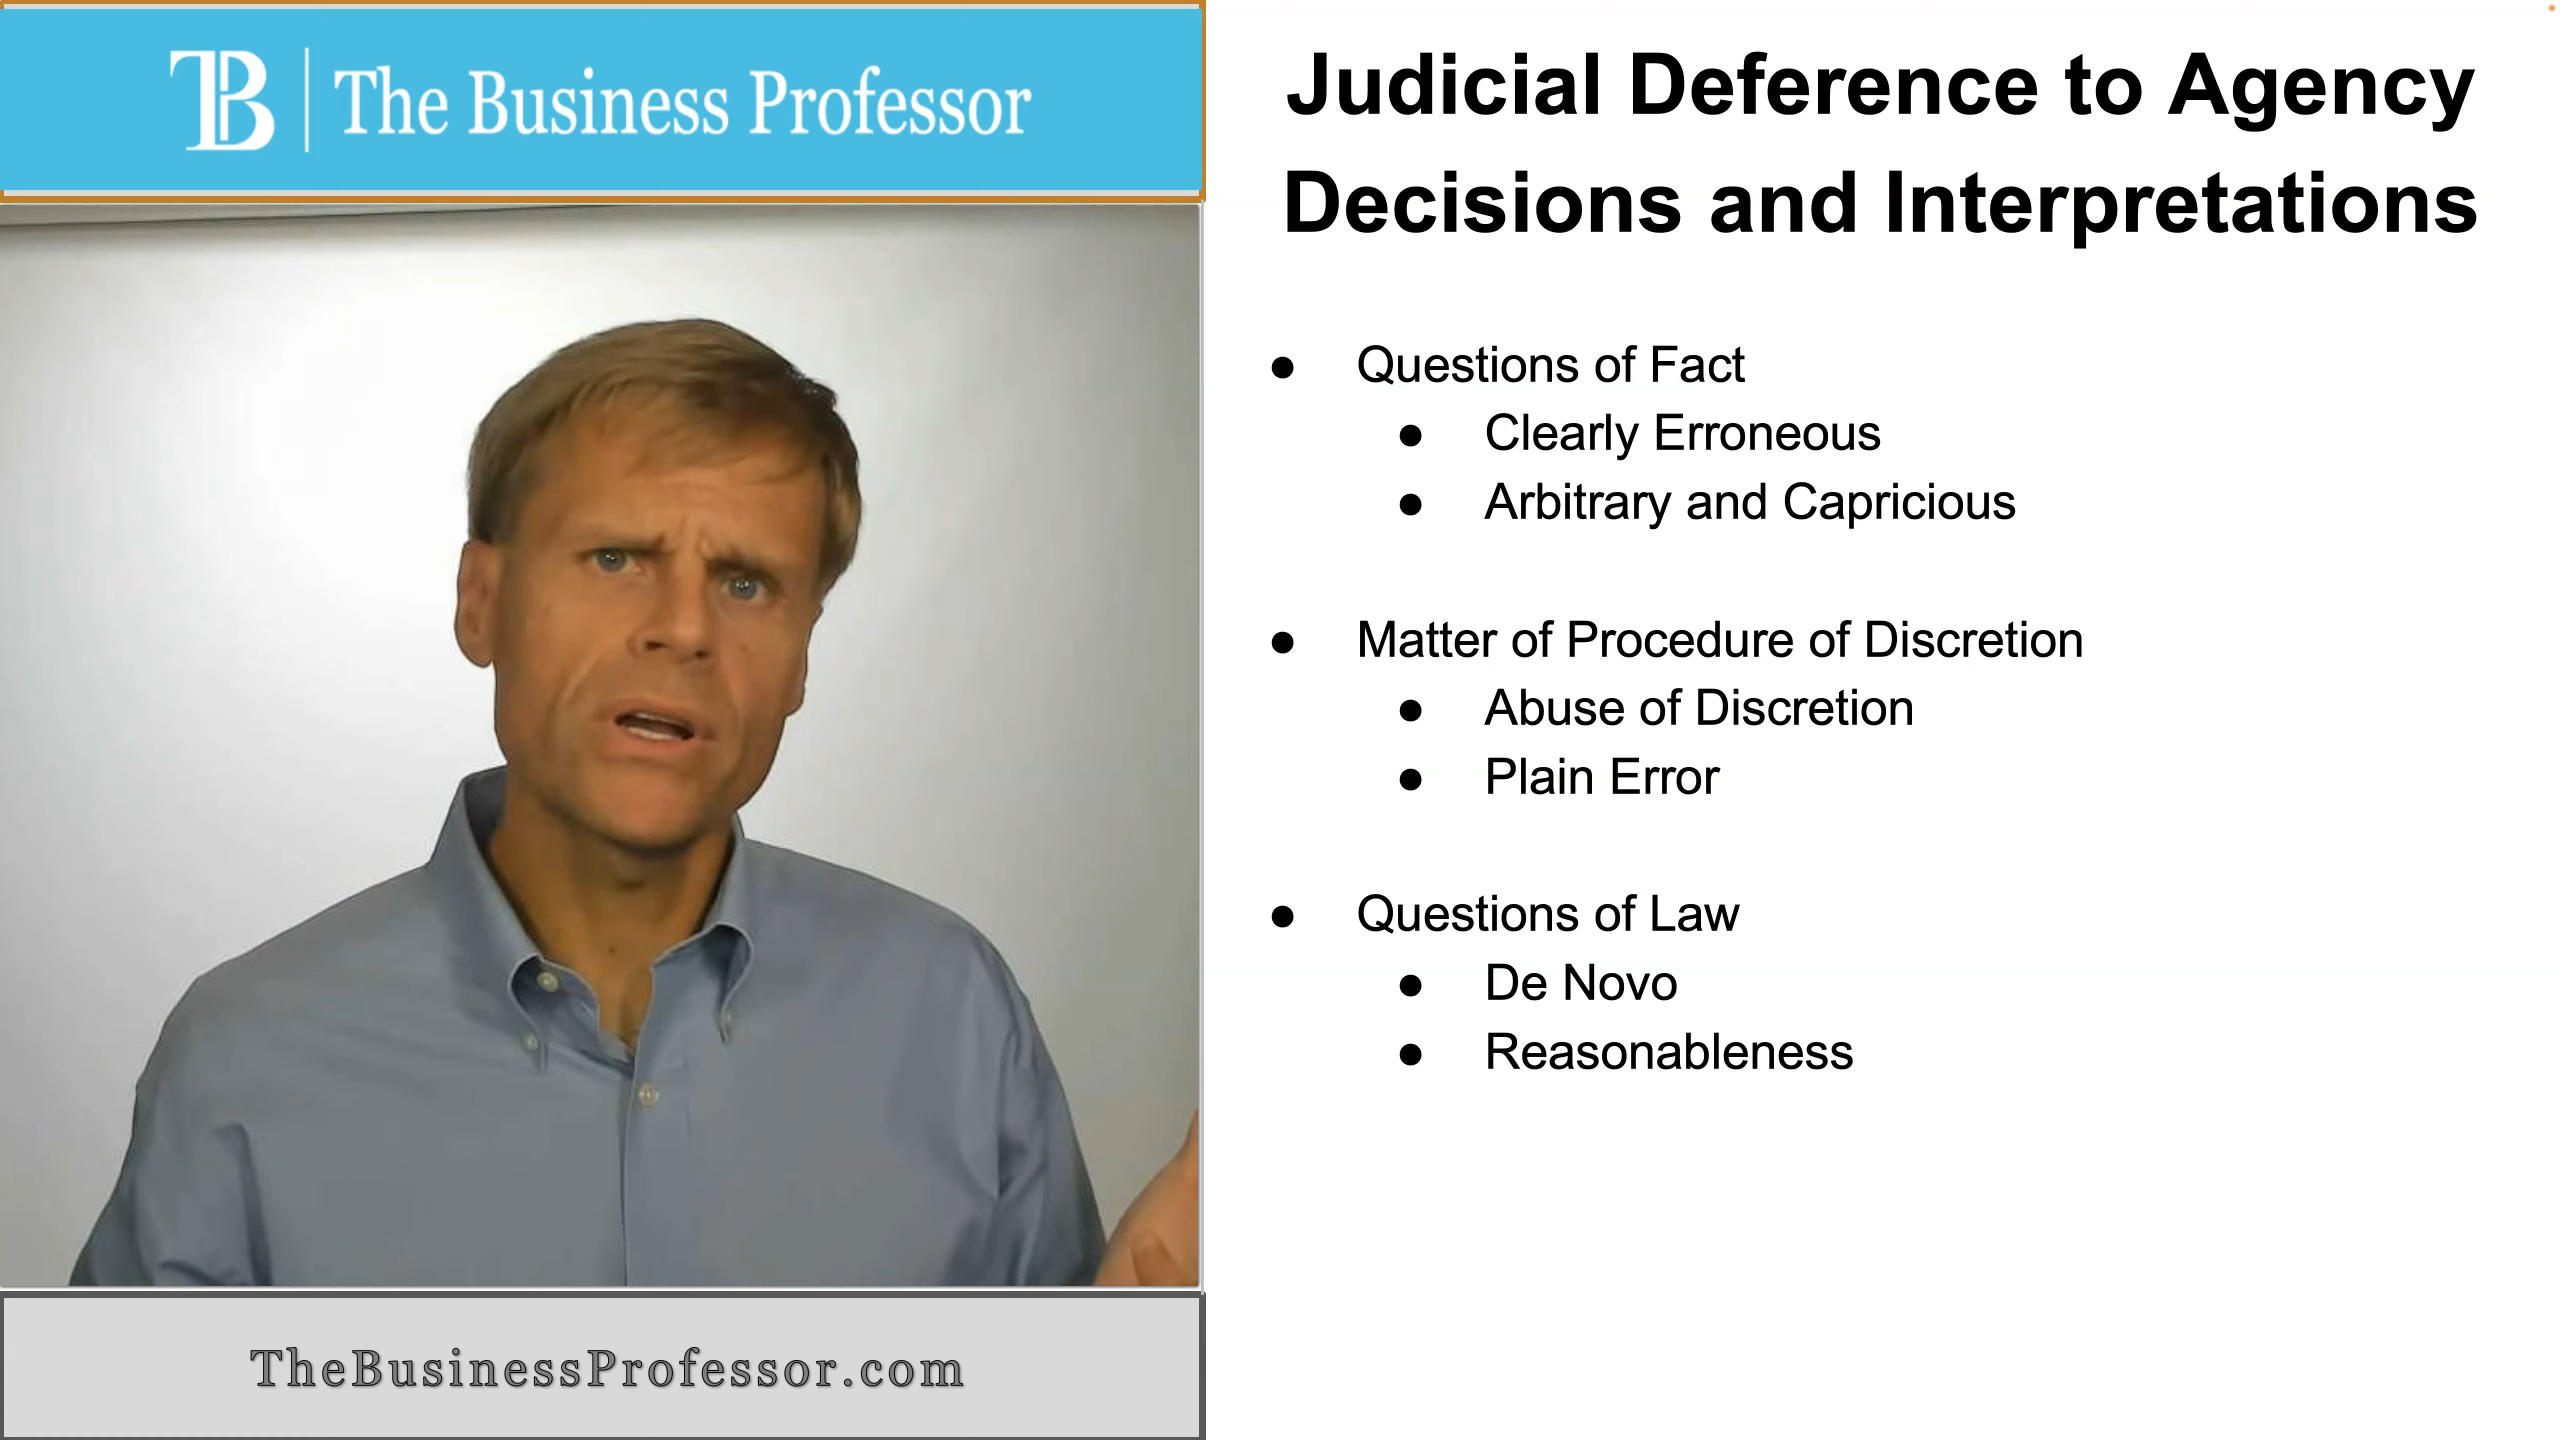 TB | The Business Professor
Judicial Deference to Agency
Decisions and Interpretations
● Questions of Fact
● Clearly Erroneous
● Arbitrary and Capricious
● Matter of Procedure of Discretion
● Abuse of Discretion
● Plain Error
● Questions of Law
● De Novo
● Reasonableness
TheBusinessProfessor.com